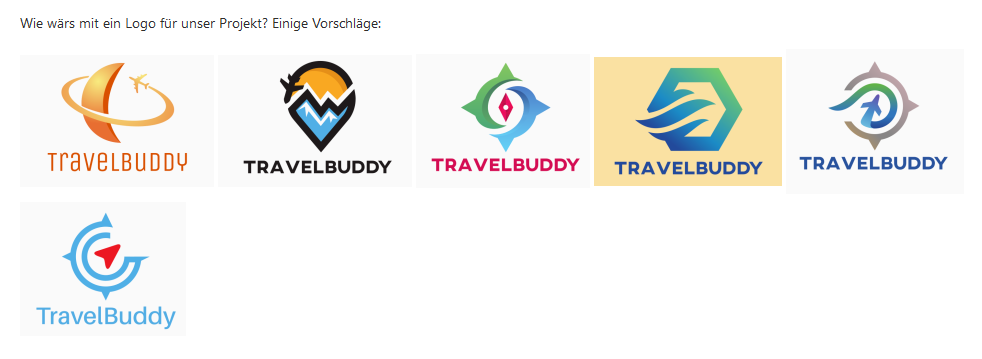 Wie wärs mit ein Logo für unser Projekt? Einige Vorschläge:
TravelBUDDY
TRAVELBUDDY
TRAVELBUDDY
TRAVELBUDDY
TRAVELBUDDY
TravelBuddy